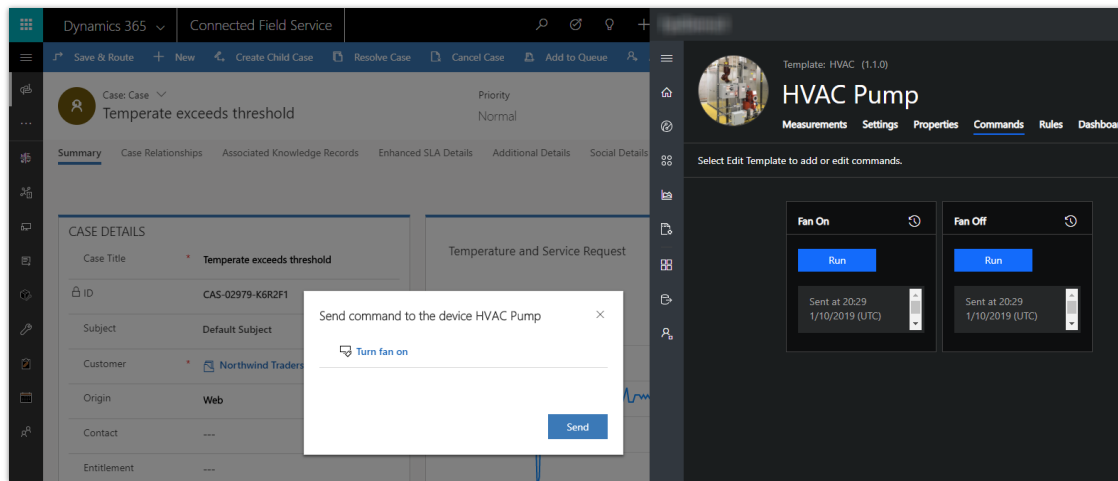 Dynamics 365
Connected Field Service
Save & Route
New
Create Child Case
Resolve Case
Cancel Case
Add to Queue
Case: Case
Temperate exceeds threshold
Priority
Normal
Summary
Case Relationships
Associated Knowledge Records
Enhanced SLA Details
Additional Details
Social Details
CASE DETAILS
Case Title
*
Temperate exceeds threshold
ID
CAS-02979-K6R2F1
Subject
Default Subject
Customer
*
Northwind Traders
Origin
Web
Contact
---
Entitlement
---
Temperature and Service Request
Send command to the device HVAC Pump
Turn fan on
Send
Template: HVAC (1.1.0)
HVAC Pump
Measurements
Settings
Properties
Commands
Rules
Dashboar
Select Edit Template to add or edit commands.
Fan On
Run
Sent at 20:29
1/10/2019 (UTC)
Fan Off
Run
Sent at 20:29
1/10/2019 (UTC)